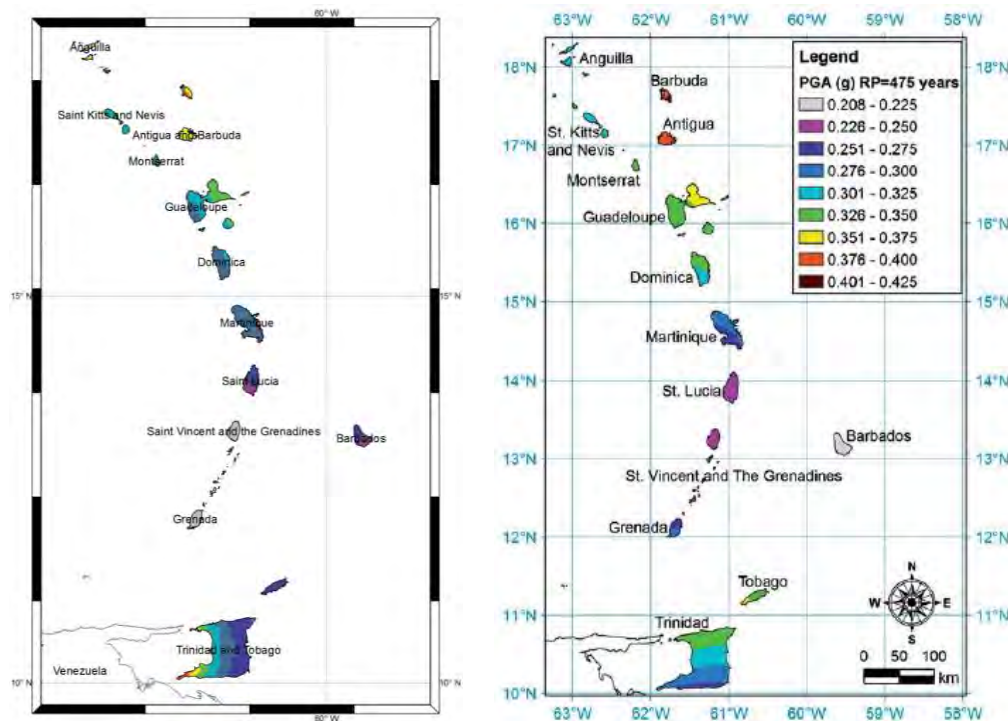 60° W
Anguilla
Saint Kitts and Nevis
Antigua and Barbuda
Montserrat
Guadeloupe
Dominica
15° N
15° N
Martinique
Saint Lucia
Saint Vincent and the Grenadines
Barbados
Grenada
Trinidad and Tobago
Venezuela
10° N
10° N
60° W
63°W 62°W 61°W 60°W 59°W 58°W
18°N
17°N
16°N
15°N
14°N
13°N
12°N
11°N
10°N
Anguilla
Barbuda
Antigua
St. Kitts
and Nevis
Montserrat
Guadeloupe
Dominica
Martinique
St. Lucia
Barbados
St. Vincent and The Grenadines
Grenada
Tobago
Trinidad
Legend
PGA (g) RP=475 years
0.208 - 0.225
0.226 - 0.250
0.251 - 0.275
0.276 - 0.300
0.301 - 0.325
0.326 - 0.350
0.351 - 0.375
0.376 - 0.400
0.401 - 0.425
N
W E
S
0 50 100
km
18°N
17°N
16°N
15°N
14°N
13°N
12°N
11°N
10°N
63°W 62°W 61°W 60°W 59°W 58°W